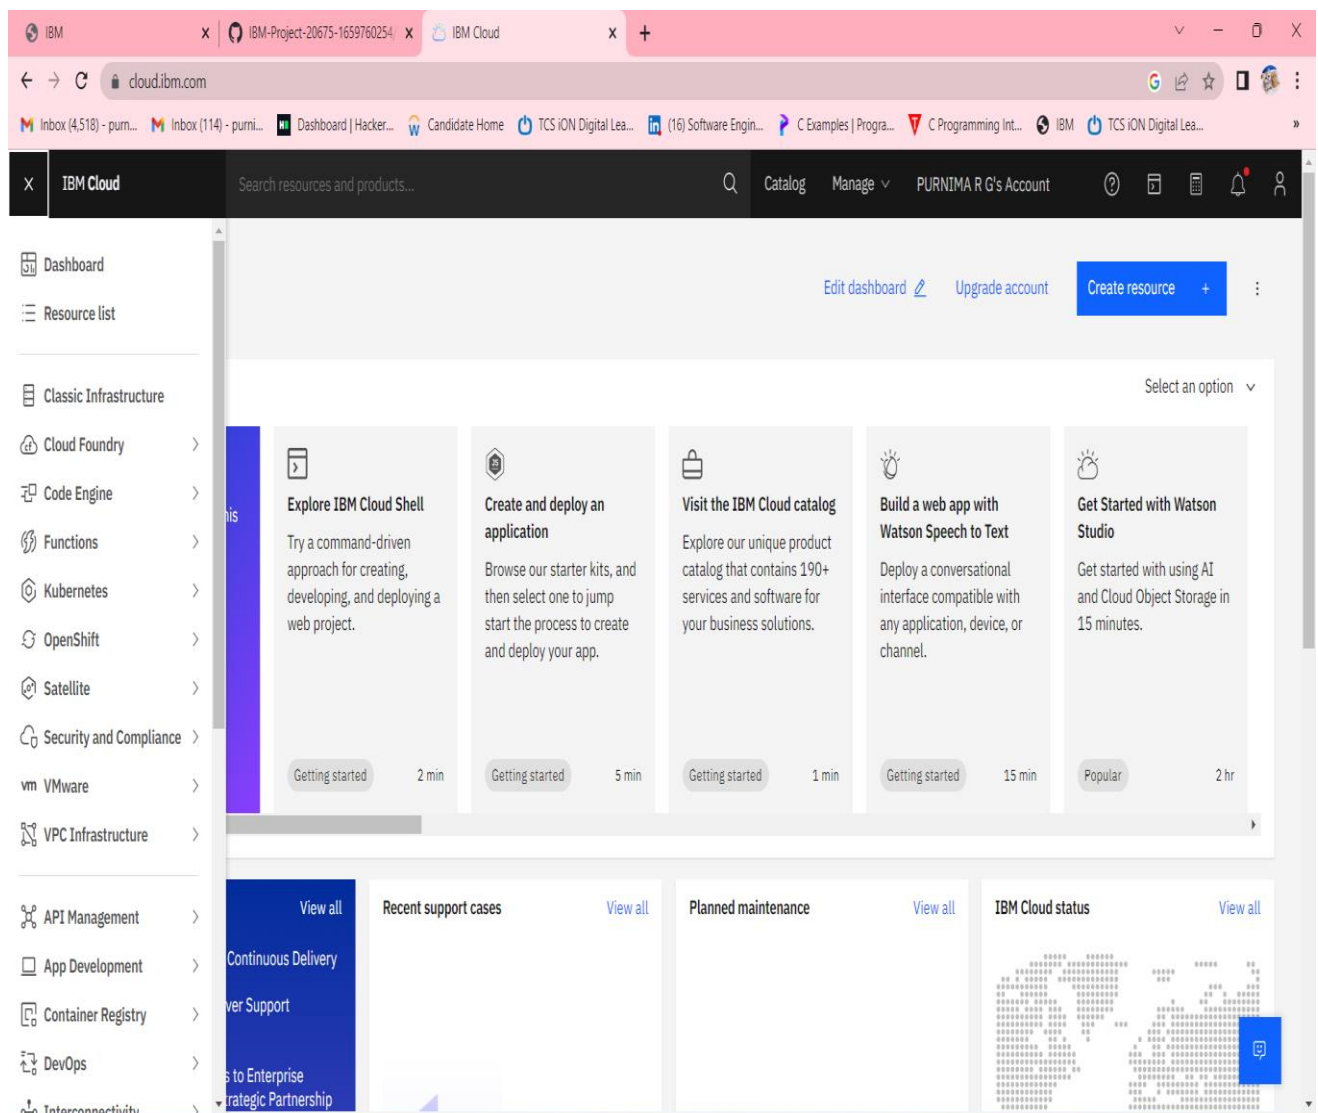 IBM
IBM-Project-20675-1659760254/
IBM Cloud
cloud.ibm.com
Inbox (4,518) - purn...
Inbox (114) - purni...
Dashboard | Hacker...
Candidate Home
TCS iON Digital Lea...
(16) Software Engin...
C Examples | Progra...
C Programming Int...
IBM
TCS iON Digital Lea...
»
IBM Cloud
Search resources and products...
Catalog
Manage
PURNIMA R G's Account
Dashboard
Resource list
Classic Infrastructure
Cloud Foundry
Code Engine
Functions
Kubernetes
OpenShift
Satellite
Security and Compliance
vm VMware
VPC Infrastructure
API Management
App Development
Container Registry
DevOps
Interconnectivity
Edit dashboard
Upgrade account
Create resource +
Select an option
his
Explore IBM Cloud Shell
Try a command-driven
approach for creating,
developing, and deploying a
web project.
Getting started
2 min
Create and deploy an
application
Browse our starter kits, and
then select one to jump
start the process to create
and deploy your app.
Getting started
5 min
Visit the IBM Cloud catalog
Explore our unique product
catalog that contains 190+
services and software for
your business solutions.
Getting started
1 min
Build a web app with
Watson Speech to Text
Deploy a conversational
interface compatible with
any application, device, or
channel.
Getting started
15 min
Get Started with Watson
Studio
Get started with using AI
and Cloud Object Storage in
15 minutes.
Popular
2 hr
View all
Continuous Delivery
ver Support
s to Enterprise
trategic Partnership
Recent support cases
View all
Planned maintenance
View all
IBM Cloud status
View all